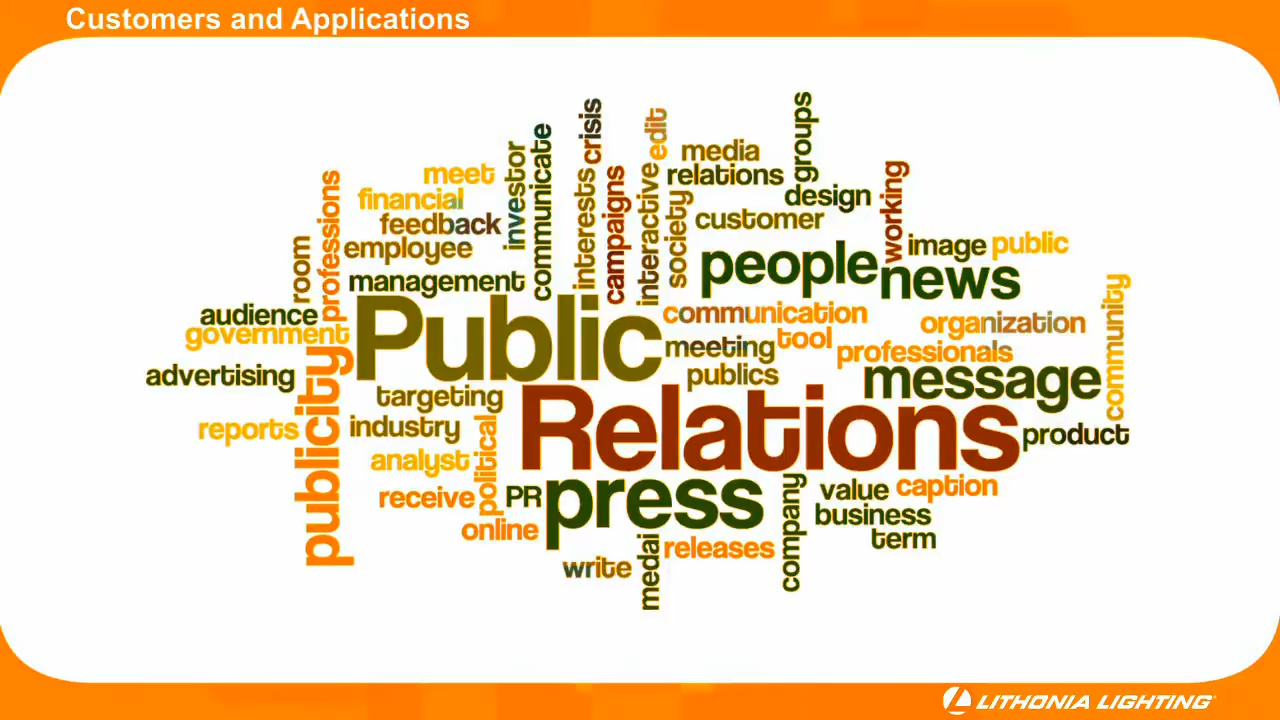 Customers and Applications
groups
crisis
edit
media
communicate
investor
meet
relations
working
interests
campaigns
interactive
society
design
professions
financial
feedback
customer
room
employee
image
public
people
news
management
community
audience
government
Public
communication
organization
tool
meeting
professionals
advertising
publicity
publics
message
targeting
Relations
reports
industry
product
political
analyst
receive
PR
press
company
value
caption
online
business
term
releases
write
medai
LITHONIA LIGHTING